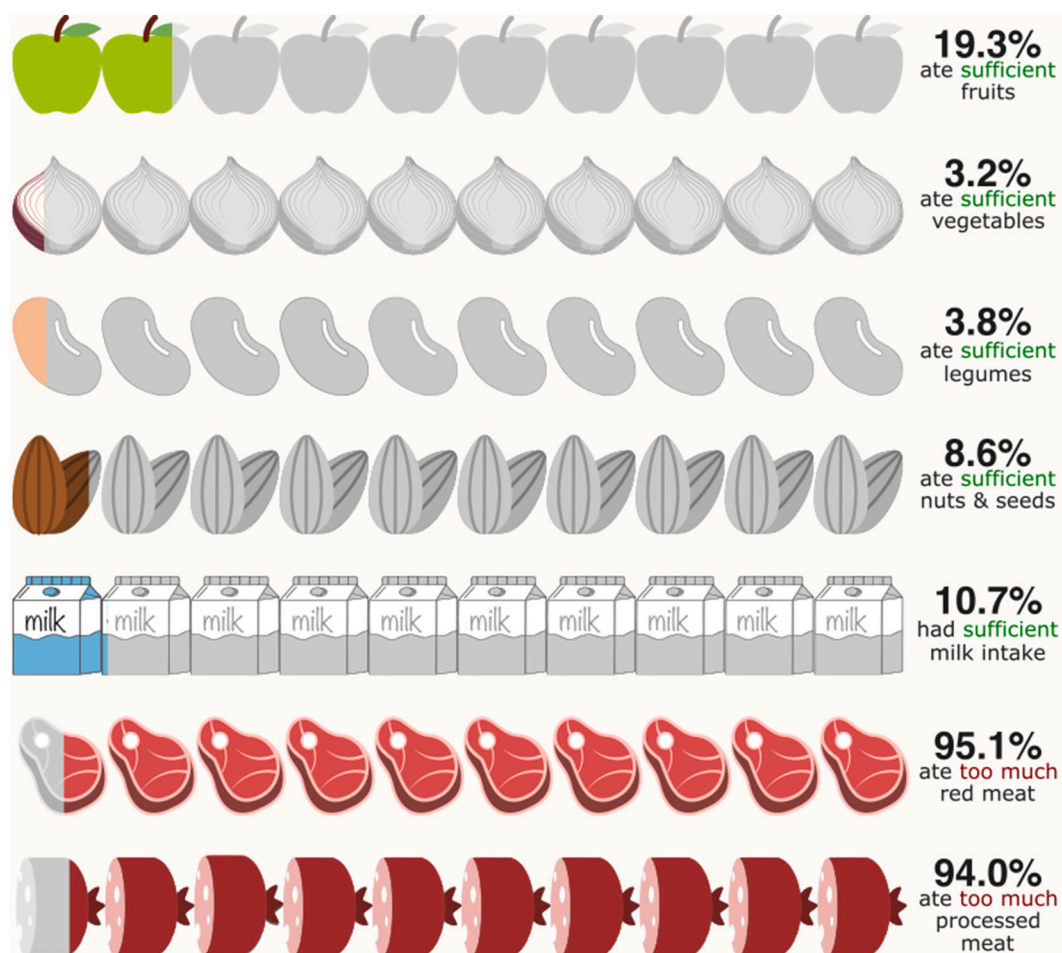 19.3%
ate sufficient
fruits
3.2%
ate sufficient
vegetables
3.8%
ate sufficient
legumes
8.6%
ate sufficient
nuts & seeds
milk milk milk milk milk milk milk milk milk milk
10.7%
had sufficient
milk intake
95.1%
ate too much
red meat
94.0%
ate too much
processed
meat